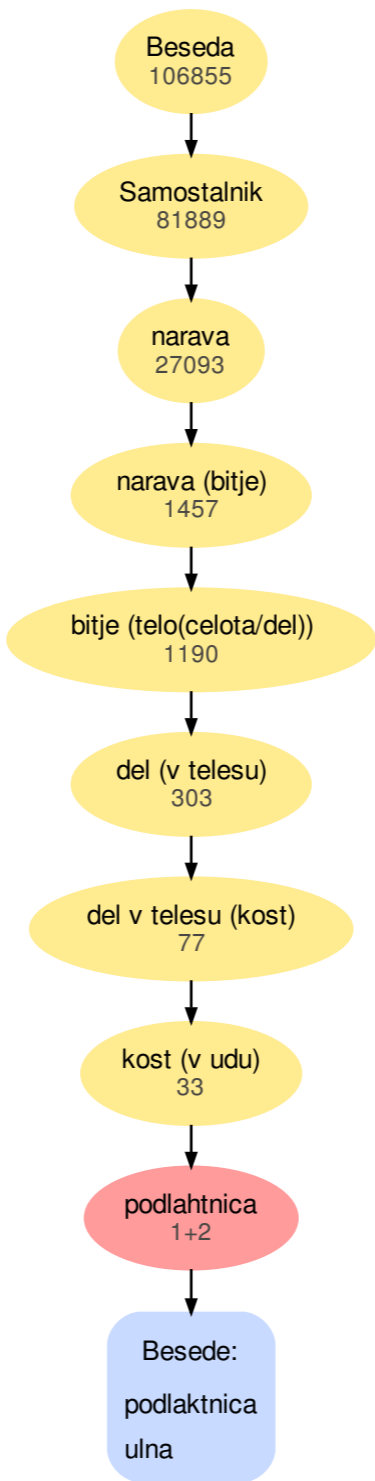 Beseda
106855
Samostalnik
81889
narava
27093
narava (bitje)
1457
bitje (telo(celota/del))
1190
del (v telesu)
303
del v telesu (kost)
77
kost (v udu)
33
podlahtnica
1+2
Besede:
podlaktnica
ulna